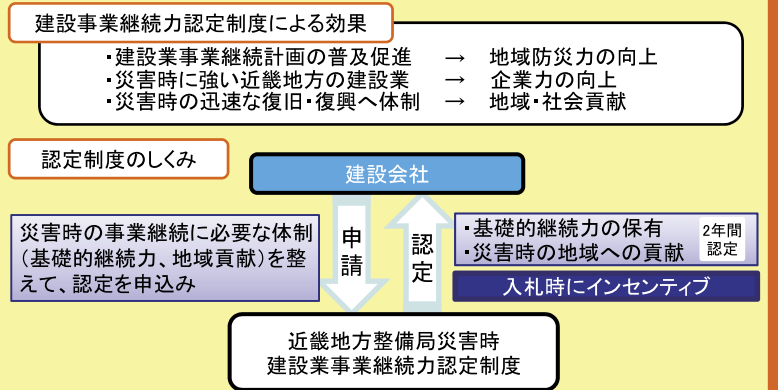 建設事業継続力認定制度による効果
・建設業事業継続計画の普及促進 → 地域防災力の向上
・災害時に強い近畿地方の建設業 → 企業力の向上
・災害時の迅速な復旧・復興へ体制 → 地域・社会貢献
認定制度のしくみ
建設会社
災害時の事業継続に必要な体制
（基礎的継続力、地域貢献）を整
えて、認定を申込み
申請
認定
・基礎的継続力の保有
・災害時の地域への貢献
2年間
認定
入札時にインセンティブ
近畿地方整備局災害時
建設業事業継続力認定制度